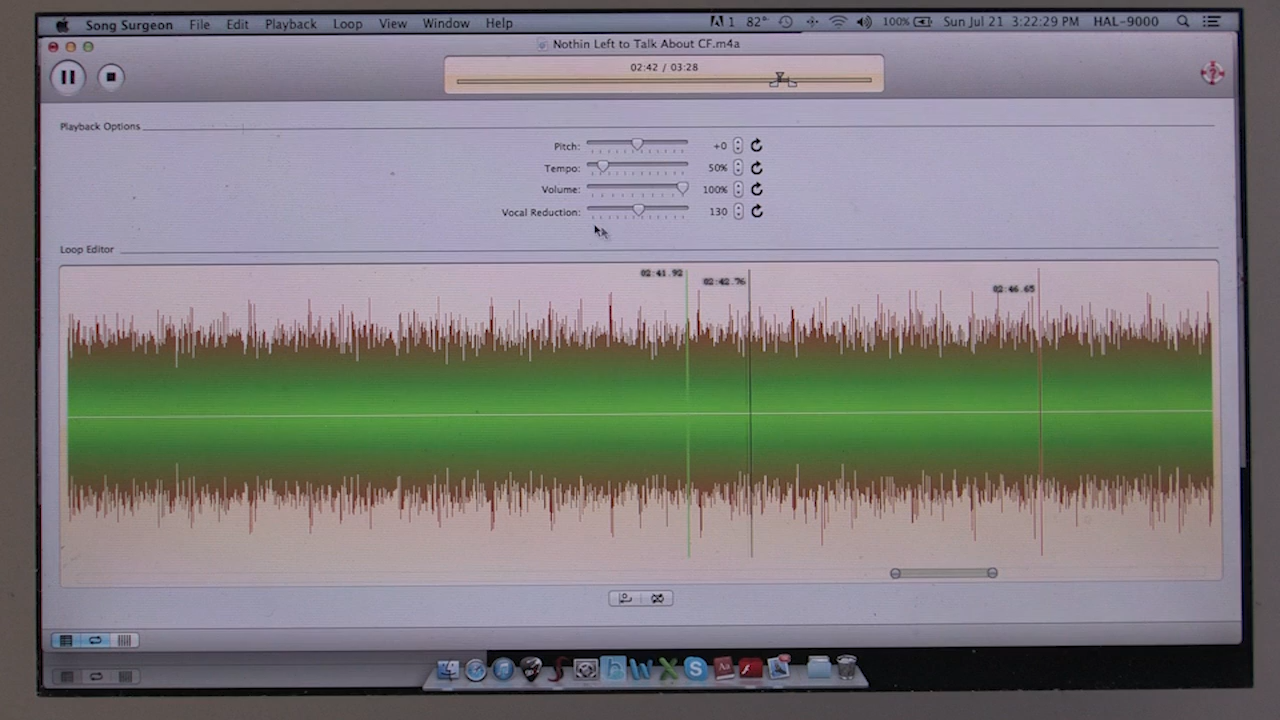 Song Surgeon File Edit Playback Loop View Window Help 1 82° 100% Sun Jul 21 3:22:29 PM HAL-9000
Nothin Left to Talk About CF.m4a
02:42 / 03:28
Playback Options
Pitch: +0
Tempo: 50%
Volume: 100%
Vocal Reduction: 130
Loop Editor
02:41.92
02:42.76
02:46.65